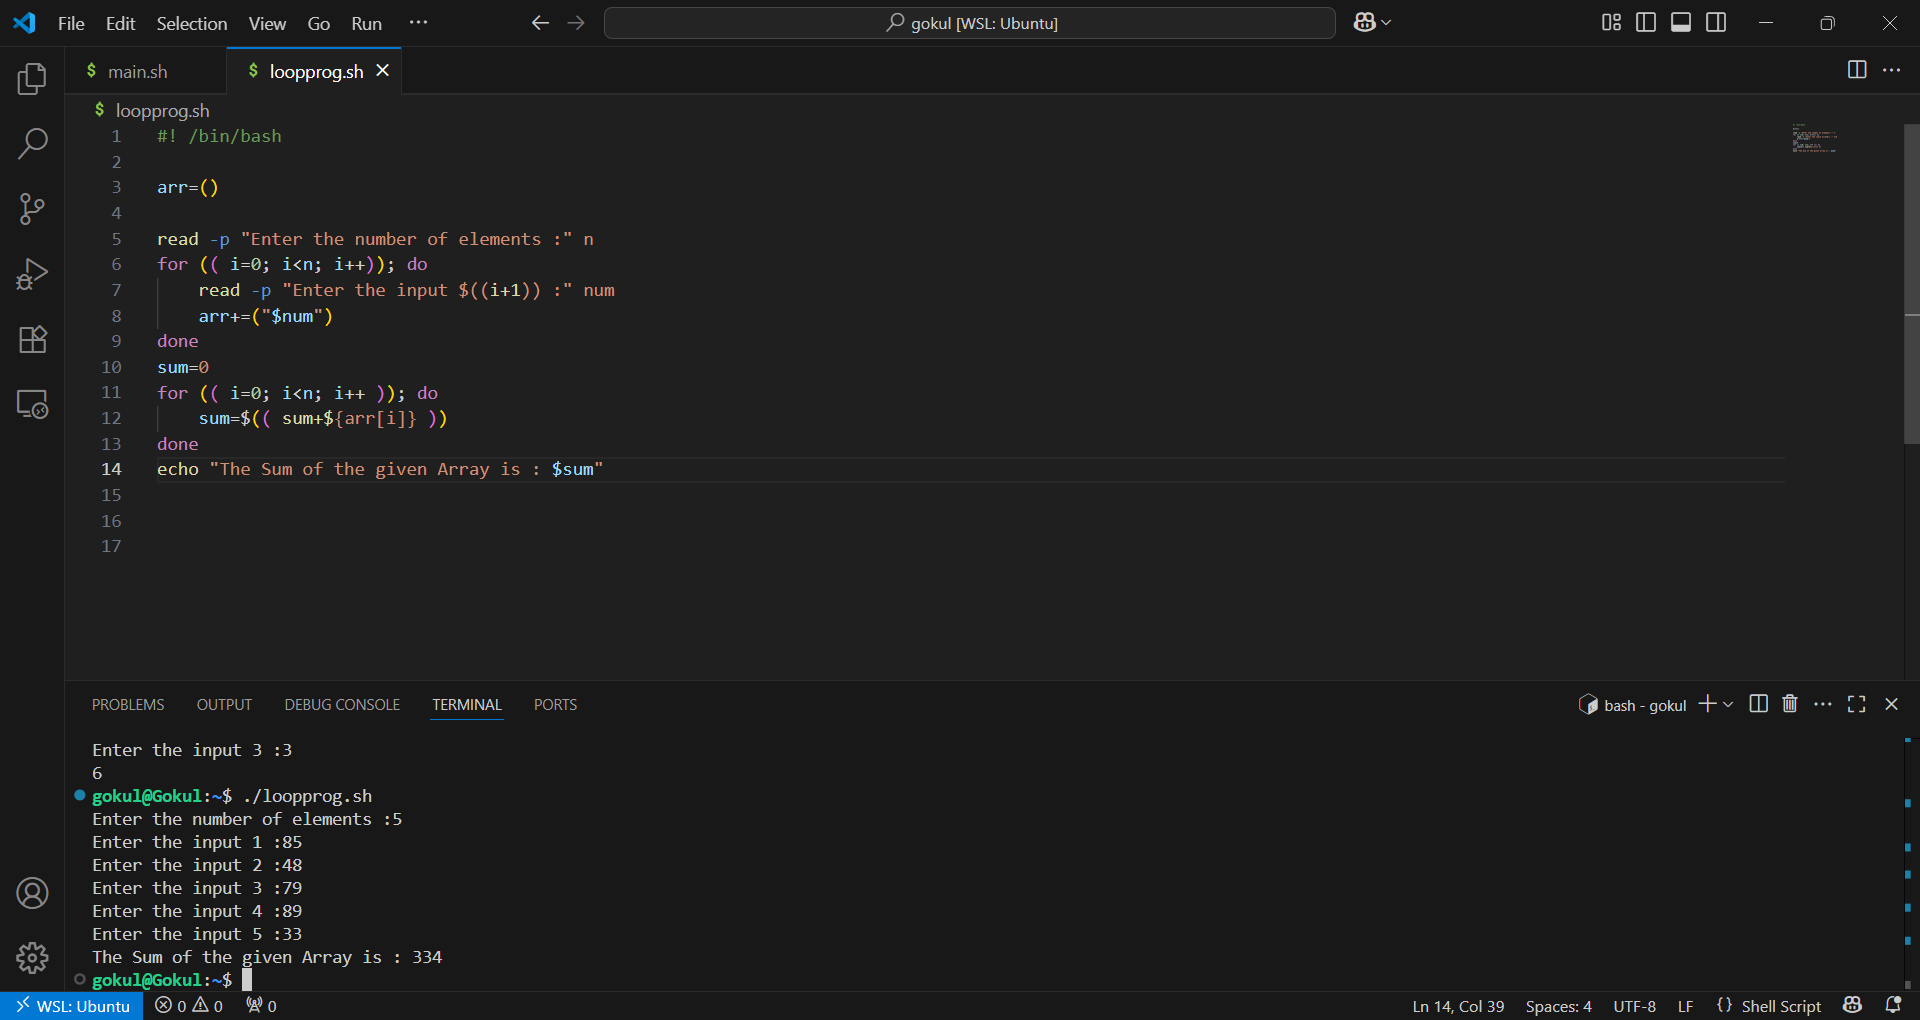 File Edit Selection View Go Run ···
gokul [WSL: Ubuntu]
$ main.sh
$ loopprog.sh
$ loopprog.sh
1 #! /bin/bash
2
3 arr=()
4
5 read -p "Enter the number of elements :" n
6 for (( i=0; i<n; i++)); do
7     read -p "Enter the input $((i+1)) :" num
8     arr+=("$num")
9 done
10 sum=0
11 for (( i=0; i<n; i++ )); do
12     sum=$(( sum+${arr[i]} ))
13 done
14 echo "The Sum of the given Array is : $sum"
15
16
17
PROBLEMS OUTPUT DEBUG CONSOLE TERMINAL PORTS
bash - gokul
Enter the input 3 :3
6
gokul@Gokul:~$ ./loopprog.sh
Enter the number of elements :5
Enter the input 1 :85
Enter the input 2 :48
Enter the input 3 :79
Enter the input 4 :89
Enter the input 5 :33
The Sum of the given Array is : 334
gokul@Gokul:~$
WSL: Ubuntu 0 0 0 Ln 14, Col 39 Spaces: 4 UTF-8 LF {} Shell Script